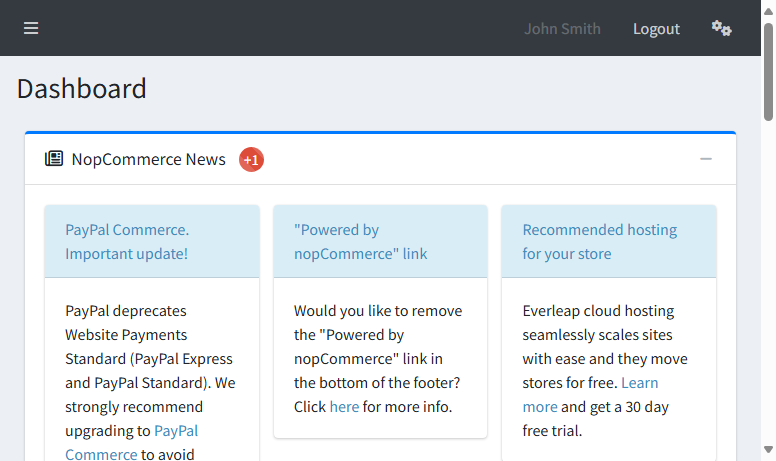 John Smith Logout
Dashboard
NopCommerce News +1
PayPal Commerce.
Important update!
PayPal deprecates
Website Payments
Standard (PayPal Express
and PayPal Standard). We
strongly recommend
upgrading to PayPal
Commerce to avoid
"Powered by
nopCommerce" link
Would you like to remove
the "Powered by
nopCommerce" link in
the bottom of the footer?
Click here for more info.
Recommended hosting
for your store
Everleap cloud hosting
seamlessly scales sites
with ease and they move
stores for free. Learn
more and get a 30 day
free trial.